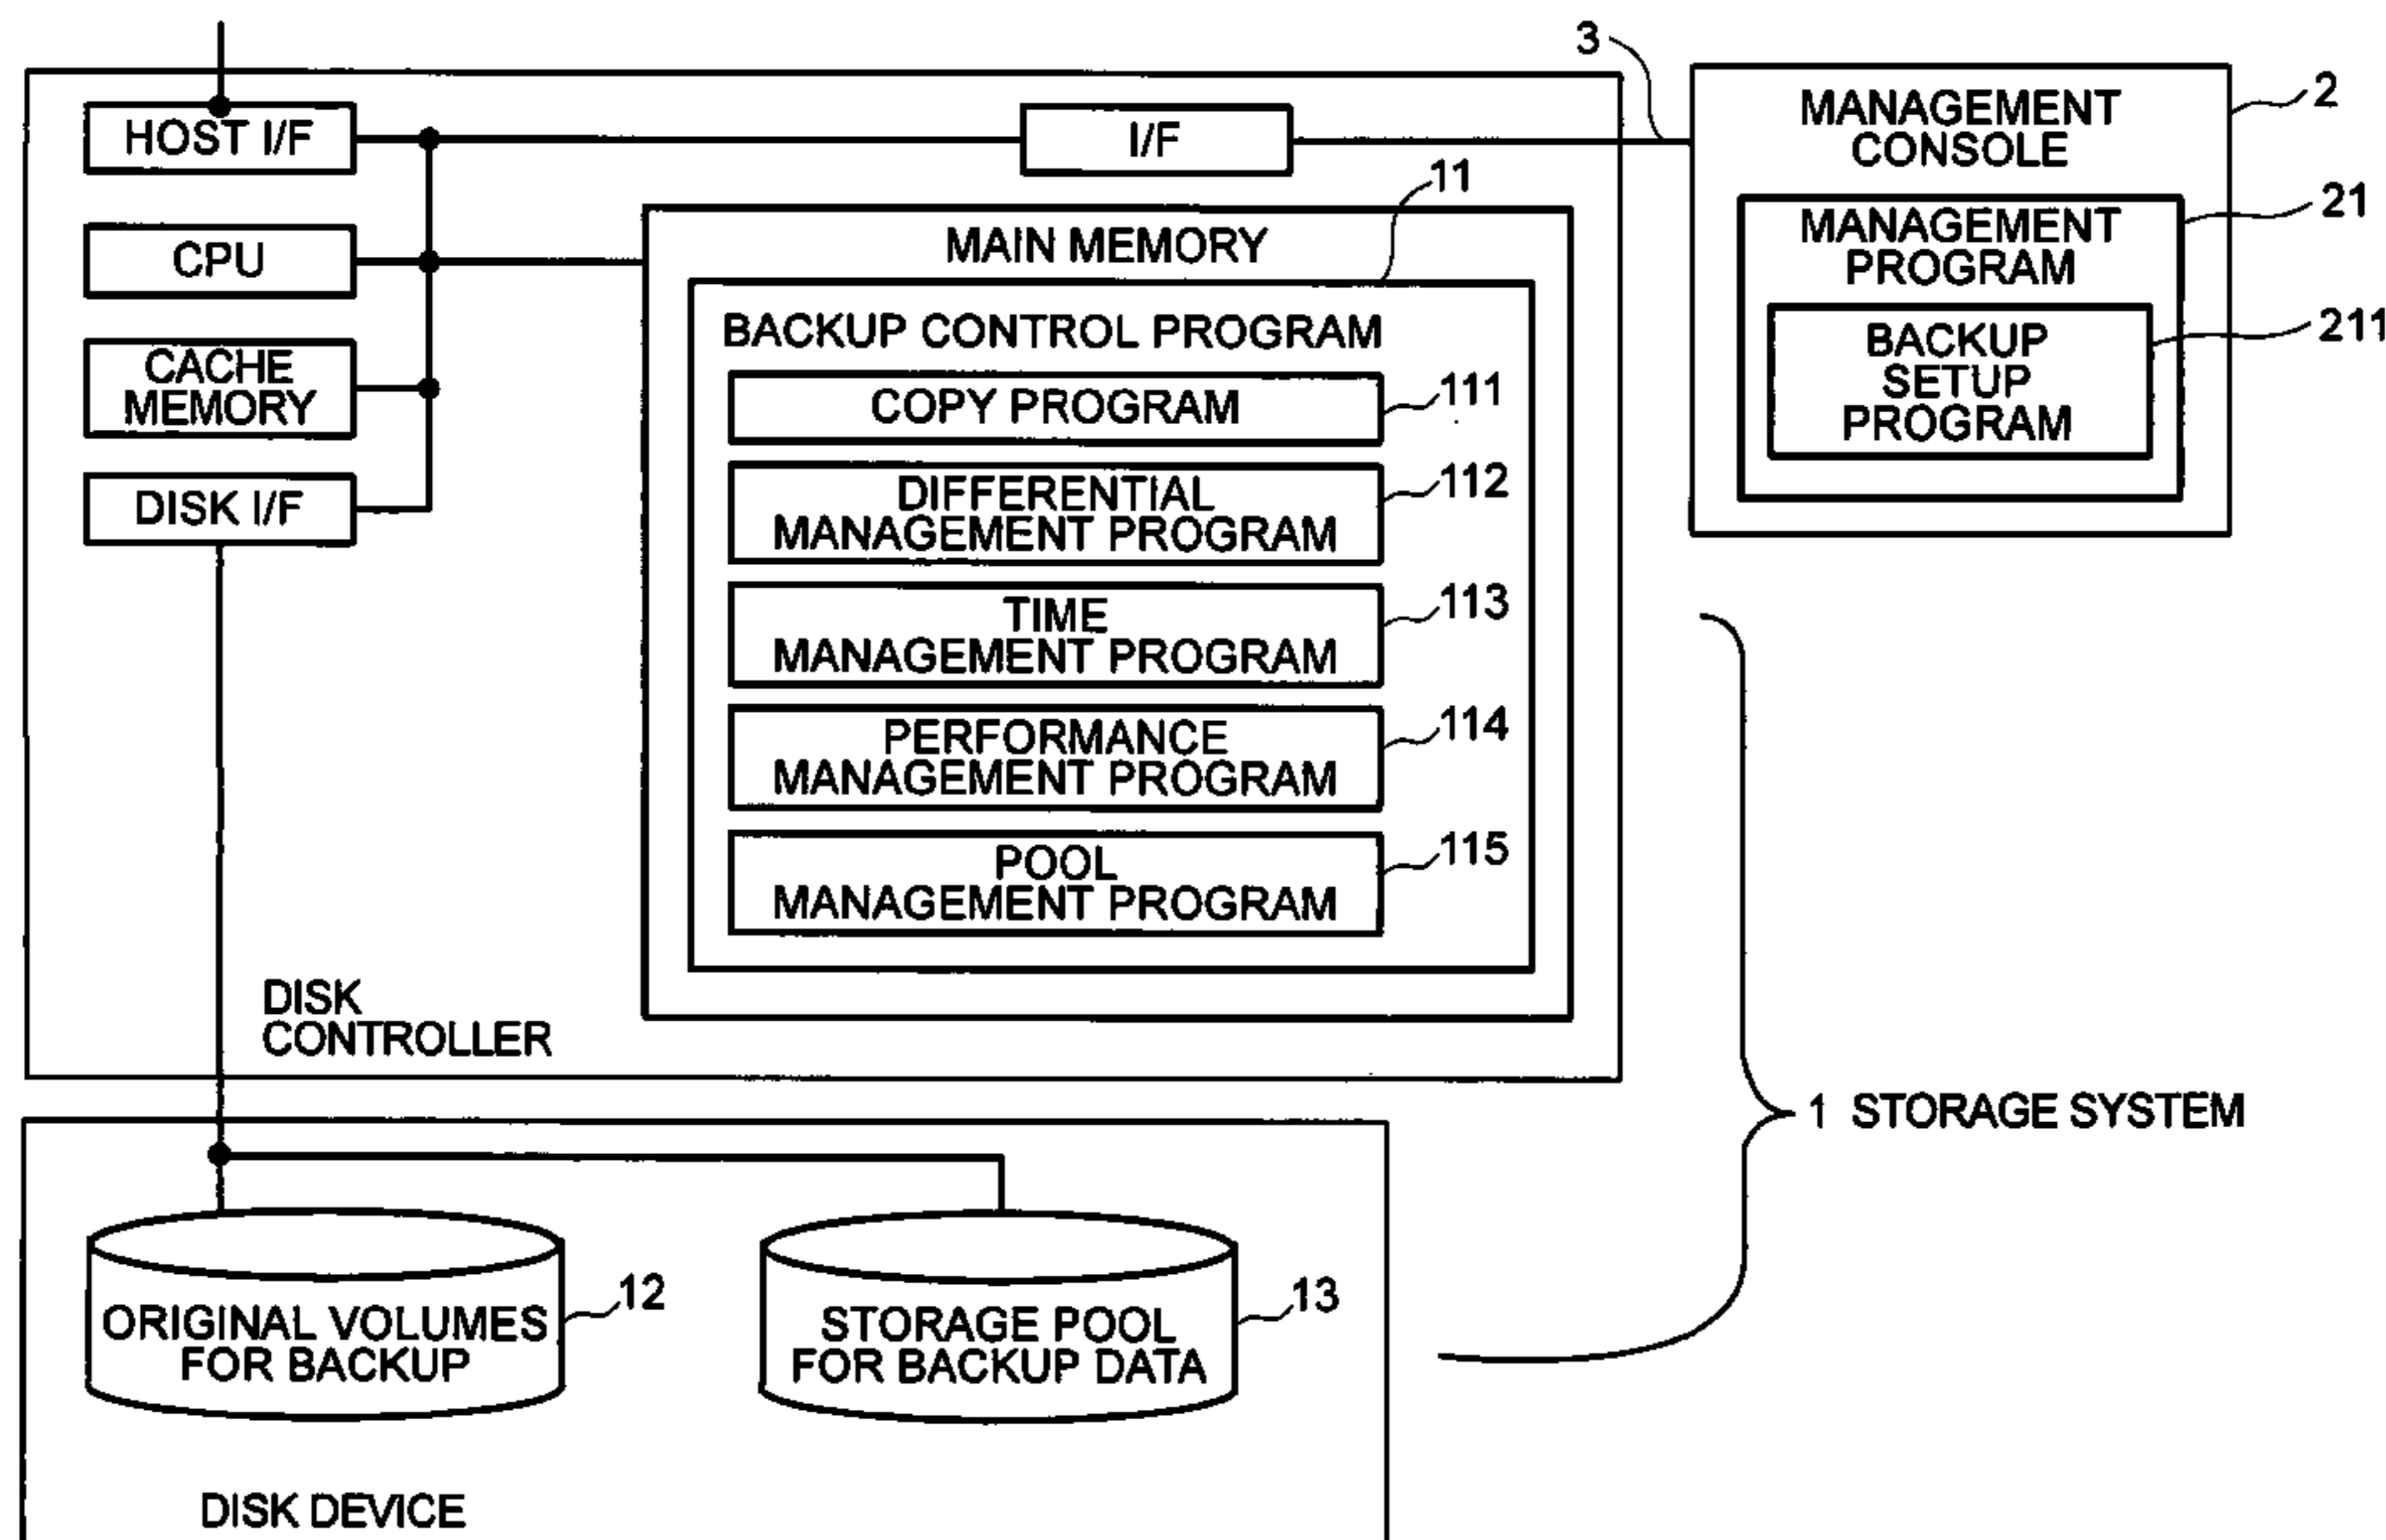 3
HOST I/F
I/F
MANAGEMENT
CONSOLE
2
11
MAIN MEMORY
MANAGEMENT
PROGRAM
21
CPU
BACKUP CONTROL PROGRAM
BACKUP
SETUP
PROGRAM
211
CACHE
MEMORY
COPY PROGRAM
111
DISK I/F
DIFFERENTIAL
MANAGEMENT PROGRAM
112
TIME
MANAGEMENT PROGRAM
113
PERFORMANCE
MANAGEMENT PROGRAM
114
POOL
MANAGEMENT PROGRAM
115
DISK
CONTROLLER
1 STORAGE SYSTEM
ORIGINAL VOLUMES
FOR BACKUP
12
STORAGE POOL
FOR BACKUP DATA
13
DISK DEVICE